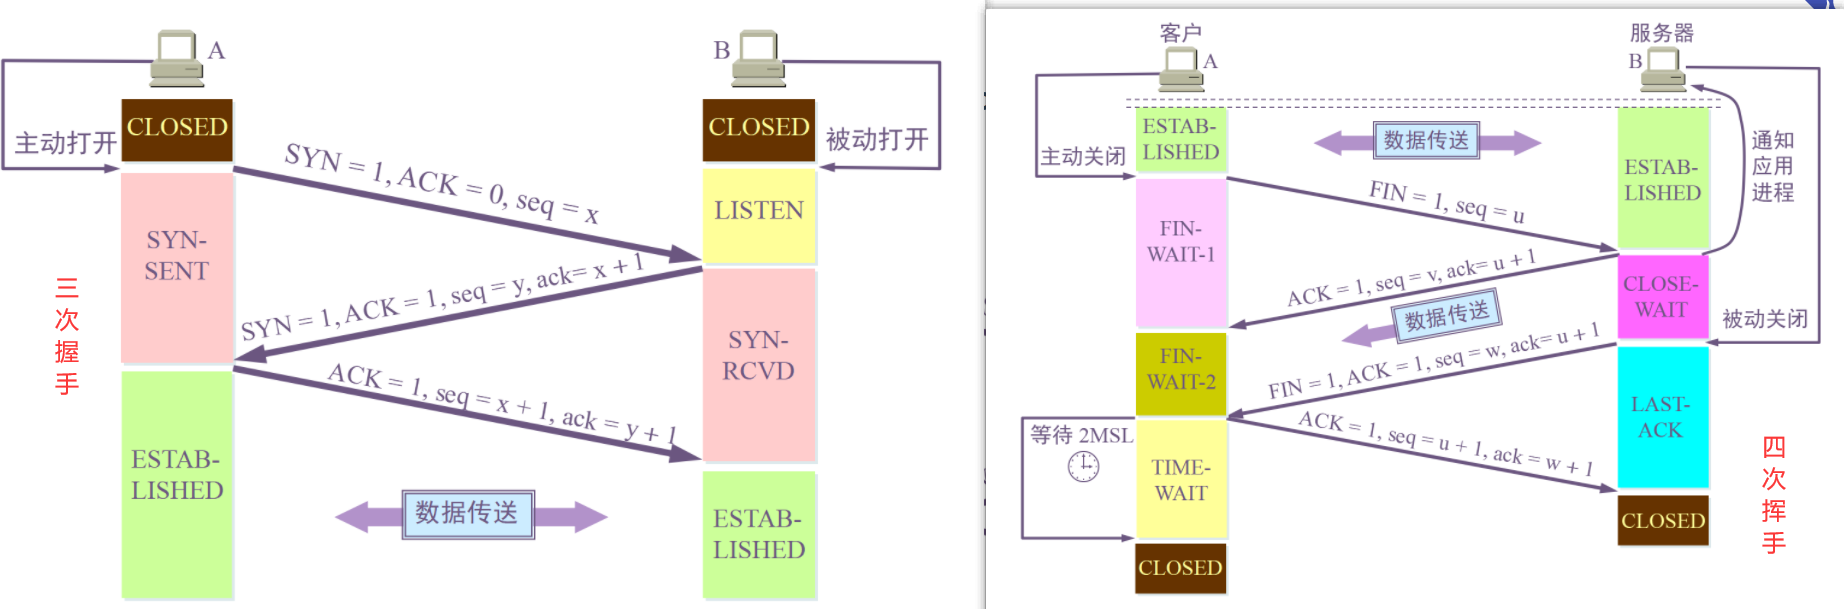 A
B
CLOSED
CLOSED
主动打开
被动打开
SYN = 1, ACK = 0, seq = x
LISTEN
SYN-
SENT
SYN = 1, ACK = 1, seq = y, ack= x + 1
SYN-
RCVD
三
次
握
手
ACK = 1, seq = x + 1, ack = y + 1
ESTAB-
LISHED
数据传送
ESTAB-
LISHED
客户
A
服务器
B
ESTAB-
LISHED
数据传送
通知
应用
进程
主动关闭
ESTAB-
LISHED
FIN = 1, seq = u
FIN-
WAIT-1
ACK = 1, seq = v, ack= u + 1
CLOSE-
WAIT
数据传送
被动关闭
FIN-
WAIT-2
FIN = 1, ACK = 1, seq = w, ack= u + 1
LAST-
ACK
等待 2MSL
ACK = 1, seq = u + 1, ack = w + 1
TIME-
WAIT
四
次
挥
手
CLOSED
CLOSED